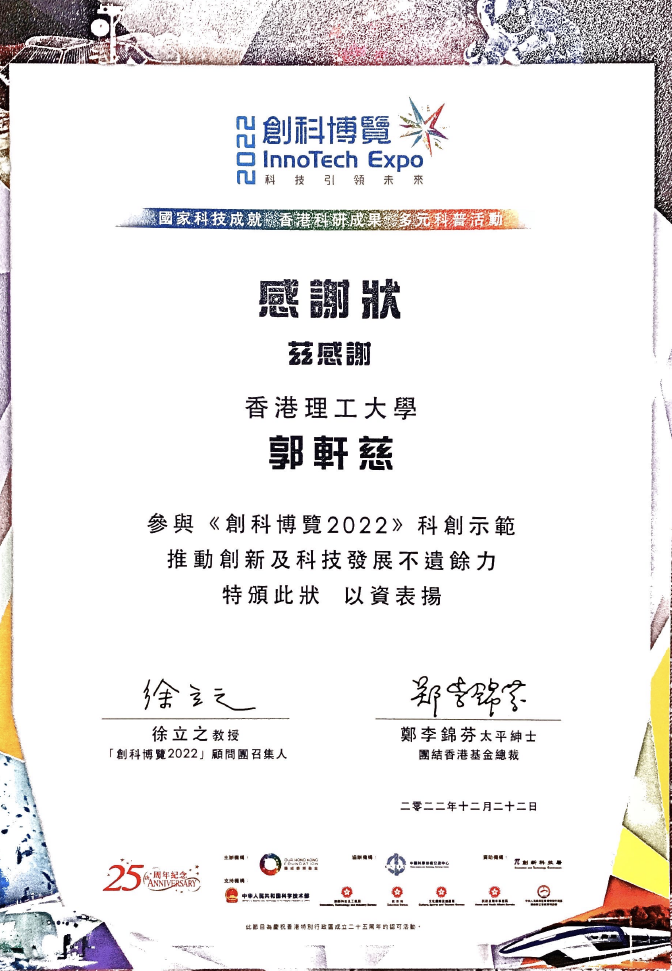 2022
創科博覽
InnoTech Expo
科技引領未來
國家科技成就 香港科研成果 多元科普活動
感謝狀
茲感謝
香港理工大學
郭軒慈
參與《創科博覽2022》科創示範
推動創新及科技發展不遺餘力
特頒此狀 以資表揚
徐立之
鄭李錦芬
徐立之教授
「創科博覽2022」顧問團召集人
鄭李錦芬太平紳士
團結香港基金總裁
二零二二年十二月二十二日
25th 周年紀念
ANNIVERSARY
主辦機構：
OUR HONG KONG
FOUNDATION
團結香港基金
協辦機構：
中國科學技術交流中心
資助機構：
創新科技署
支持機構：
中華人民共和國科學技術部
此節目為慶祝香港特別行政區成立二十五周年的認可活動。